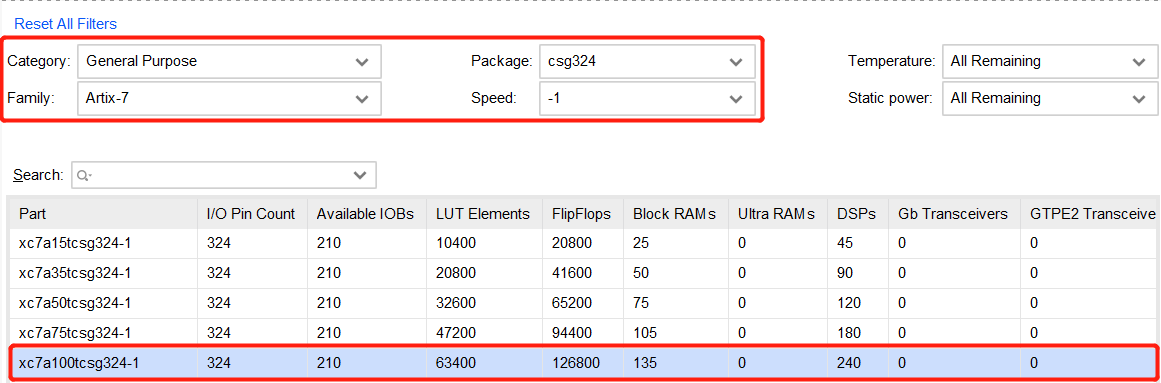 Reset All Filters
Category: General Purpose Package: csg324 Temperature: All Remaining
Family: Artix-7 Speed: -1 Static power: All Remaining
Search:
Part I/O Pin Count Available IOBs LUT Elements FlipFlops Block RAMs Ultra RAMs DSPs Gb Transceivers GTPE2 Transceive
xc7a15tcsg324-1 324 210 10400 20800 25 0 45 0 0
xc7a35tcsg324-1 324 210 20800 41600 50 0 90 0 0
xc7a50tcsg324-1 324 210 32600 65200 75 0 120 0 0
xc7a75tcsg324-1 324 210 47200 94400 105 0 180 0 0
xc7a100tcsg324-1 324 210 63400 126800 135 0 240 0 0